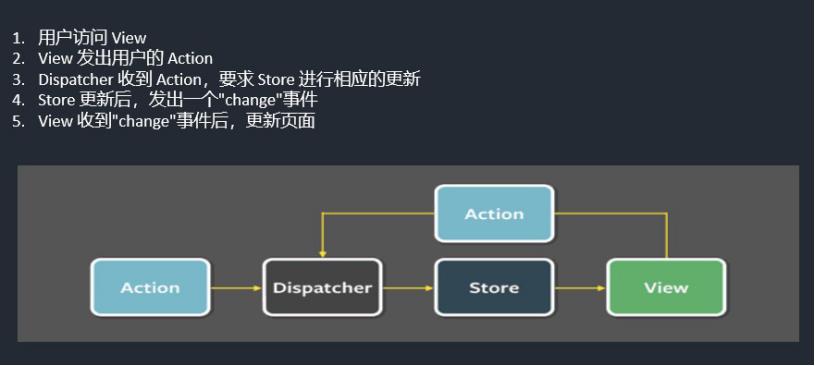 1. 用户访问 View
2. View 发出用户的 Action
3. Dispatcher 收到 Action，要求 Store 进行相应的更新
4. Store 更新后，发出一个"change"事件
5. View 收到"change"事件后，更新页面
Action
Action
Dispatcher
Store
View